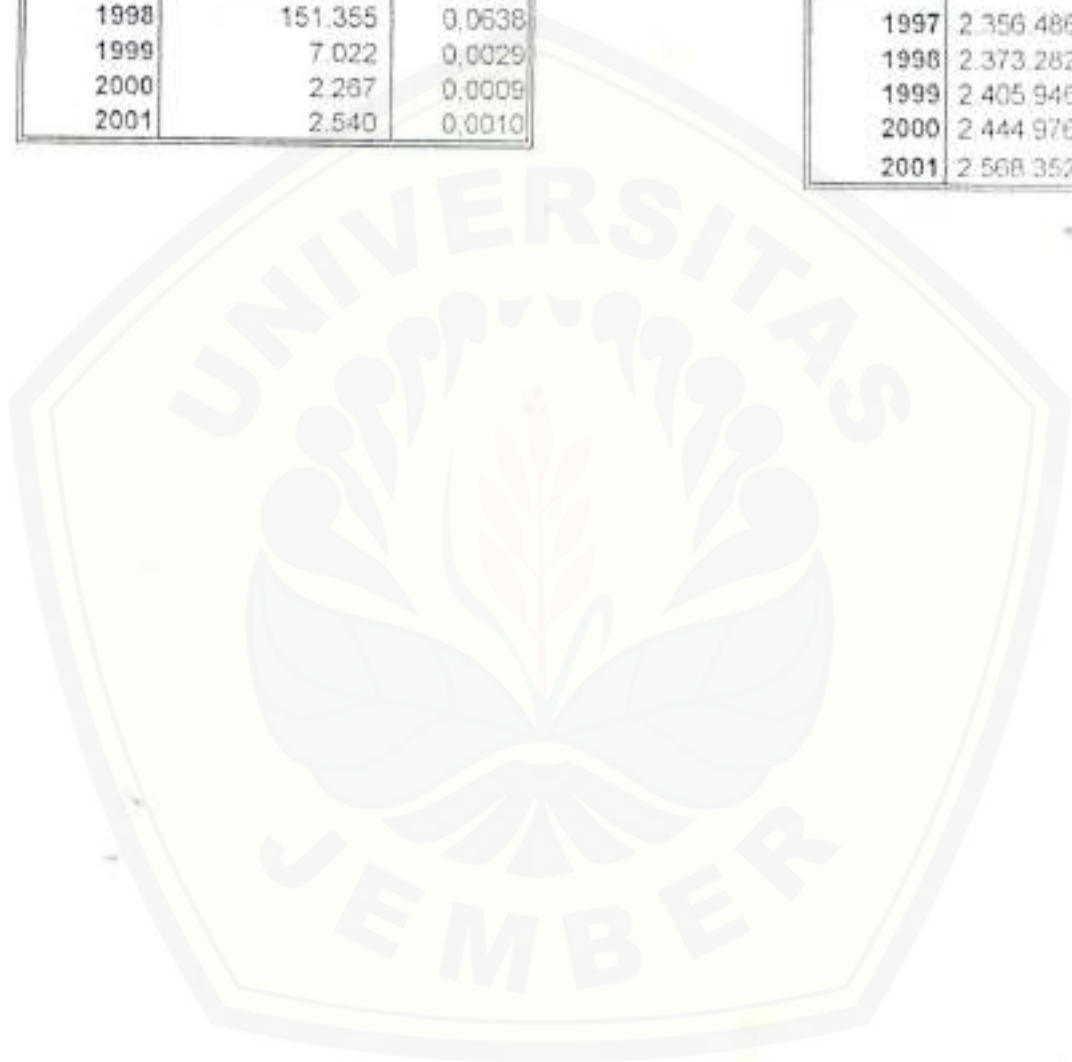 1998 151.355 0,0638
1999 7.022 0,0029
2000 2.267 0,0009
2001 2.540 0,0010
1997 2.356.486
1998 2.373.282
1999 2.405.946
2000 2.444.976
2001 2.568.352
UNIVERSITAS
JEMBER